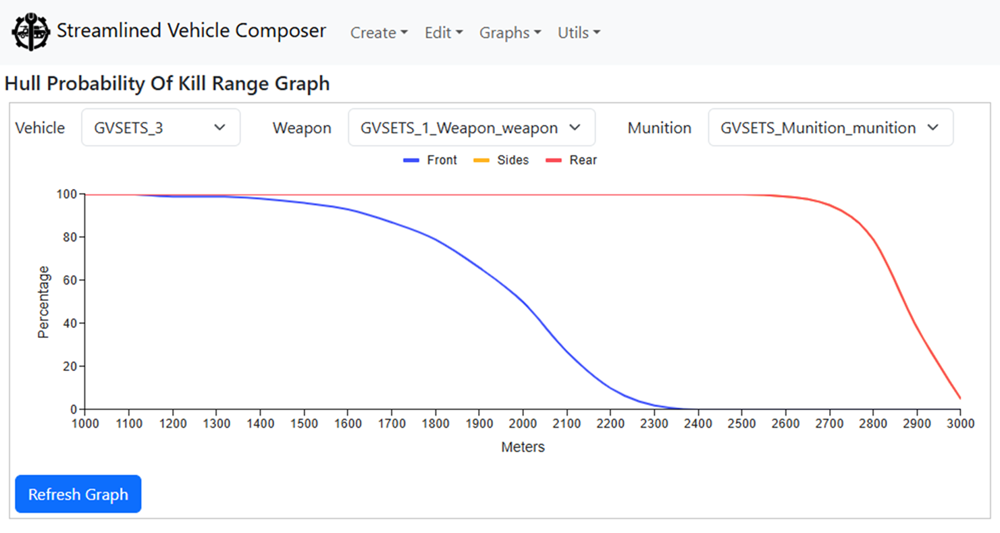 Streamlined Vehicle Composer Create Edit Graphs Utils
Hull Probability Of Kill Range Graph
Vehicle GVSETS_3 Weapon GVSETS_1_Weapon_weapon Munition GVSETS_Munition_munition
Front Sides Rear
100
80
60
40
20
0
Percentage
1000 1100 1200 1300 1400 1500 1600 1700 1800 1900 2000 2100 2200 2300 2400 2500 2600 2700 2800 2900 3000
Meters
Refresh Graph